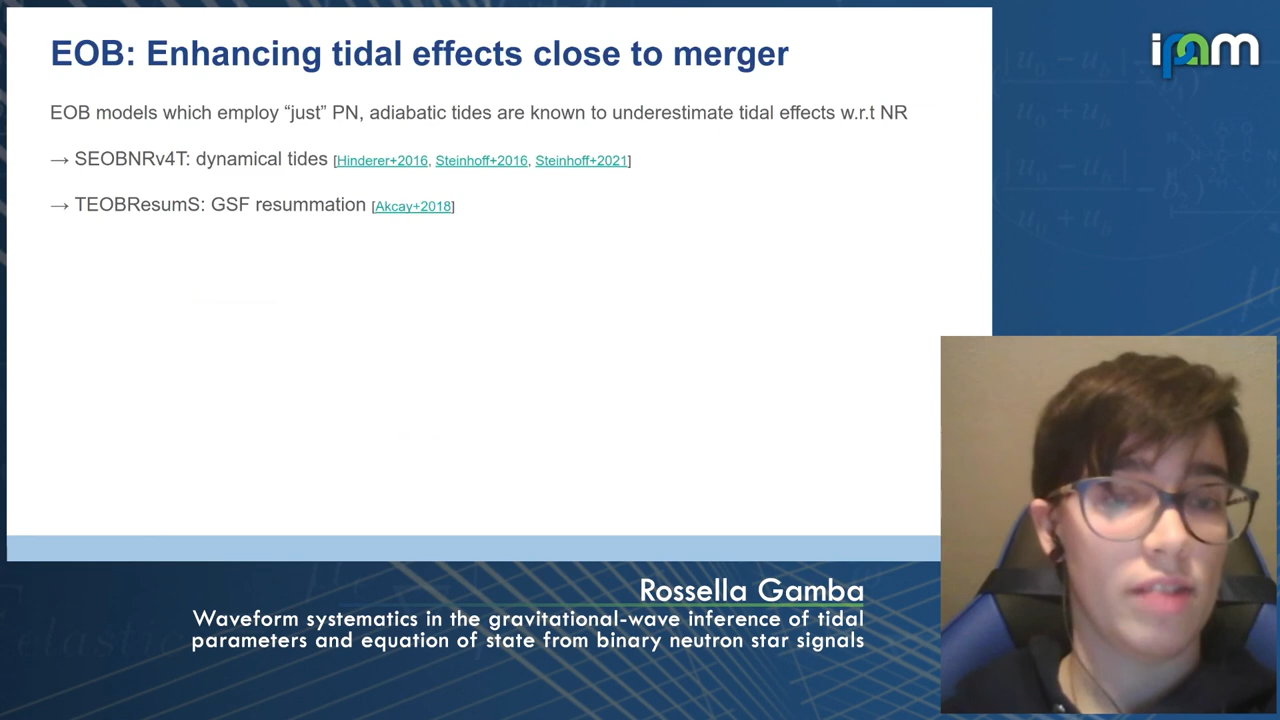 EOB: Enhancing tidal effects close to merger
ipam
EOB models which employ “just” PN, adiabatic tides are known to underestimate tidal effects w.r.t NR
→ SEOBNRv4T: dynamical tides [Hinderer+2016, Steinhoff+2016, Steinhoff+2021]
→ TEOBResumS: GSF resummation [Akcay+2018]
Rossella Gamba
Waveform systematics in the gravitational-wave inference of tidal
parameters and equation of state from binary neutron star signals